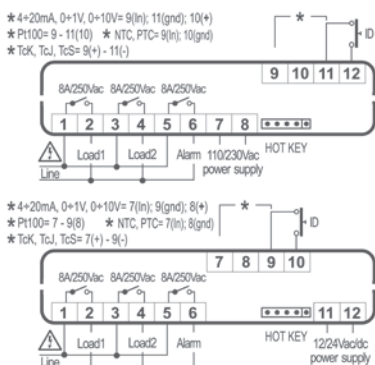 * 4÷20mA, 0÷1V, 0÷10V= 9(In); 11(gnd); 10(+)
* Pt100= 9 - 11(10) * NTC, PTC= 9(In); 10(gnd)
* TcK, TcJ, TcS= 9(+) - 11(-)
*
ID
9 10 11 12
8A/250Vac 8A/250Vac 8A/250Vac
1 2 3 4 5 6 7 8
HOT KEY
Load1 Load2 Alarm 110/230Vac
power supply
Line
* 4÷20mA, 0÷1V, 0÷10V= 7(In); 9(gnd); 8(+)
* Pt100= 7 - 9(8) * NTC, PTC= 7(In); 8(gnd)
* TcK, TcJ, TcS= 7(+) - 9(-)
*
ID
7 8 9 10
8A/250Vac 8A/250Vac 8A/250Vac
1 2 3 4 5 6 11 12
HOT KEY
Load1 Load2 Alarm 12/24Vac/dc
power supply
Line